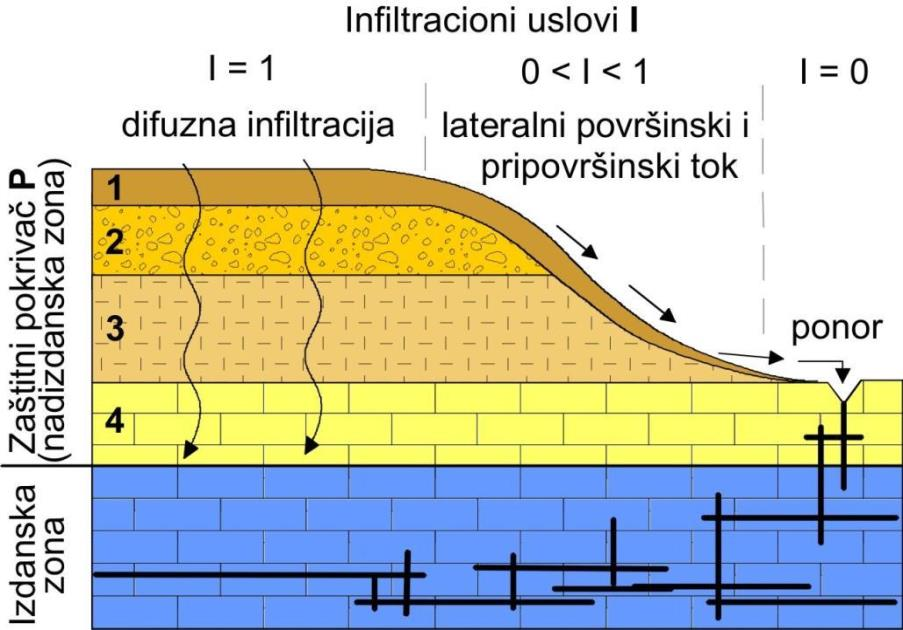 Infiltracioni uslovi I
I = 1
0 < I < 1
I = 0
difuzna infiltracija
lateralni površinski i
pripovršinski tok
ponor
Zaštitni pokrivač P
(nadizdanska zona)
1
2
3
4
Izdanska
zona